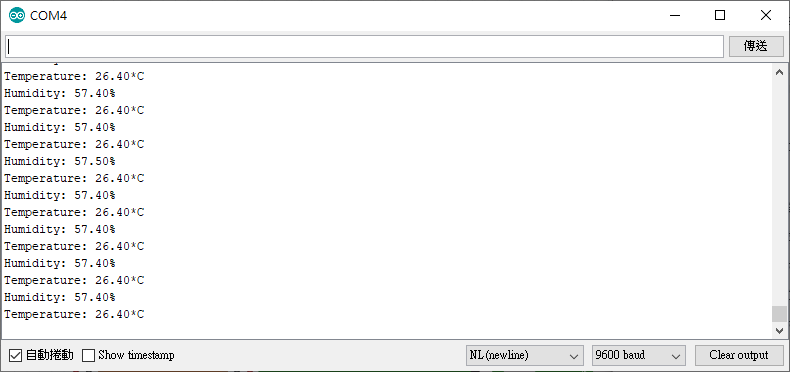 COM4
傳送
Temperature: 26.40*C
Humidity: 57.40%
Temperature: 26.40*C
Humidity: 57.40%
Temperature: 26.40*C
Humidity: 57.50%
Temperature: 26.40*C
Humidity: 57.40%
Temperature: 26.40*C
Humidity: 57.40%
Temperature: 26.40*C
Humidity: 57.40%
Temperature: 26.40*C
Humidity: 57.40%
Temperature: 26.40*C
自動捲動 Show timestamp NL(newline) 9600 baud Clear output